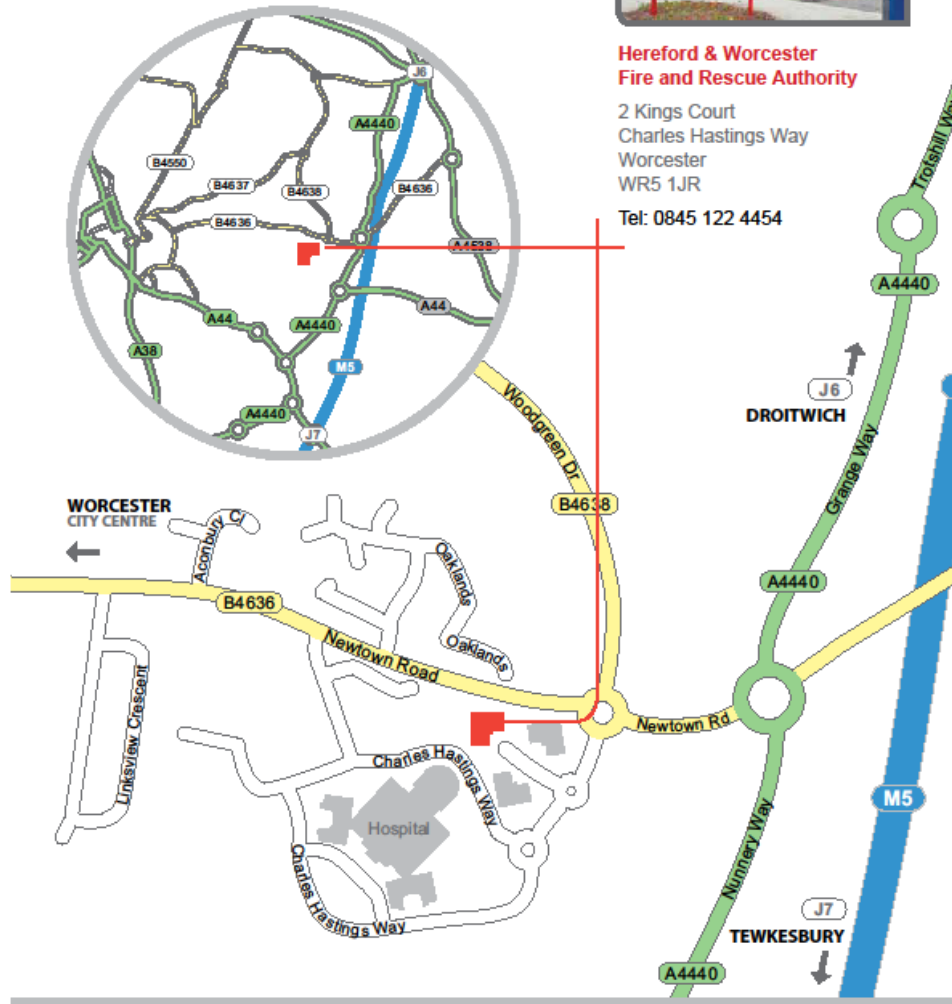 Hereford & Worcester
Fire and Rescue Authority
2 Kings Court
Charles Hastings Way
Worcester
WR5 1JR
Tel: 0845 122 4454
J6
A4440
B4550
B4637
B4638
B4636
B4636
A4538
A44
A44
A4440
A38
M5
A4440
J7
Trotshill Way
A4440
J6
DROITWICH
Woodgreen Dr
B4638
Grange Way
A4440
WORCESTER
CITY CENTRE
Aconbury Cl
Oaklands
Oaklands
B4636
Newtown Road
Newtown Rd
Linksview Crescent
Charles Hastings Way
Hospital
Charles Hastings Way
Nunnery Way
M5
J7
TEWKESBURY
A4440